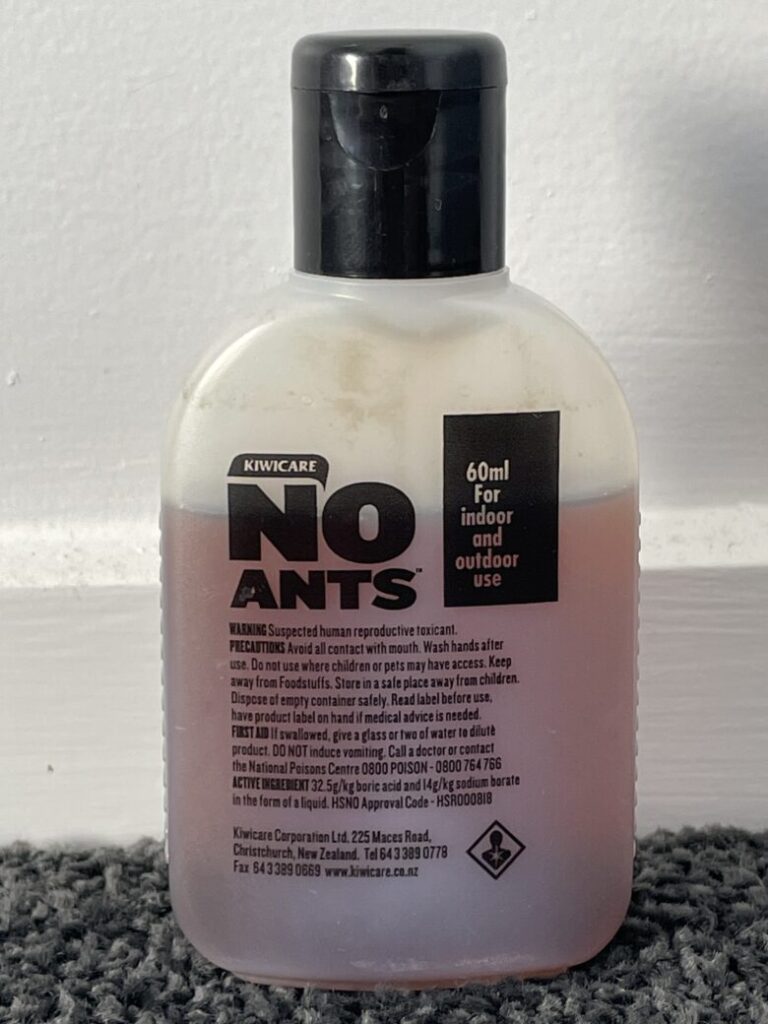 KIWICARE
NO
ANTS™
60ml
For
indoor
and
outdoor
use
WARNING Suspected human reproductive toxicant.
PRECAUTIONS Avoid all contact with mouth. Wash hands after
use. Do not use where children or pets may have access. Keep
away from Foodstuffs. Store in a safe place away from children.
Dispose of empty container safely. Read label before use,
have product label on hand if medical advice is needed.
FIRST AID If swallowed, give a glass or two of water to dilute
product. DO NOT induce vomiting. Call a doctor or contact
the National Poisons Centre 0800 POISON - 0800 764 766
ACTIVE INGREDIENT 32.5g/kg boric acid and 14g/kg sodium borate
in the form of a liquid. HSNO Approval Code - HSR000818
Kiwicare Corporation Ltd. 225 Maces Road,
Christchurch, New Zealand. Tel 64 3 389 0778
Fax 64 3 389 0669 www.kiwicare.co.nz